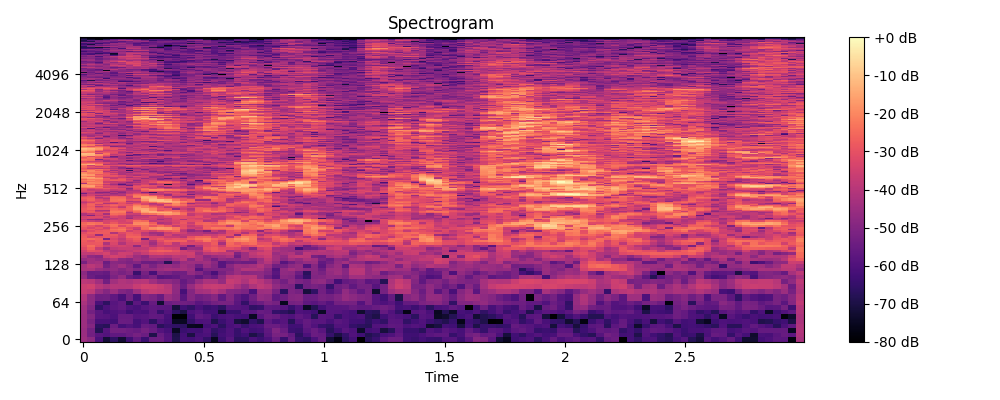 Spectrogram
Hz
4096
2048
1024
512
256
128
64
0
0
0.5
1
1.5
2
2.5
Time
+0 dB
-10 dB
-20 dB
-30 dB
-40 dB
-50 dB
-60 dB
-70 dB
-80 dB